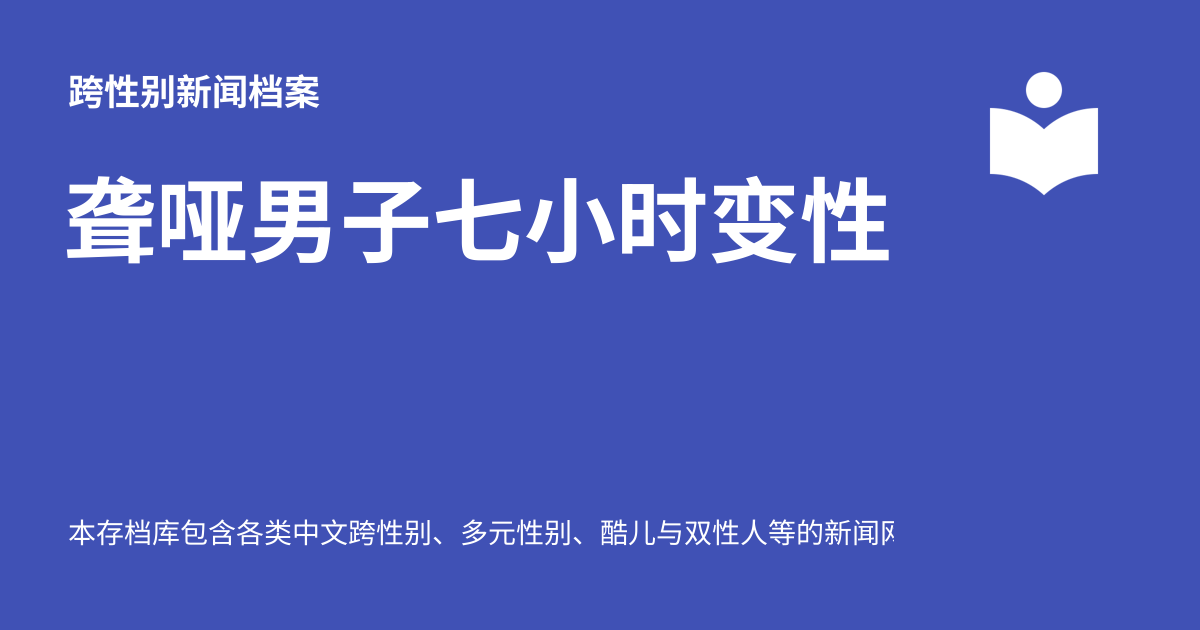 跨性别新闻档案
聋哑男子七小时变性
本存档库包含各类中文跨性别、多元性别、酷儿与双性人等的新闻